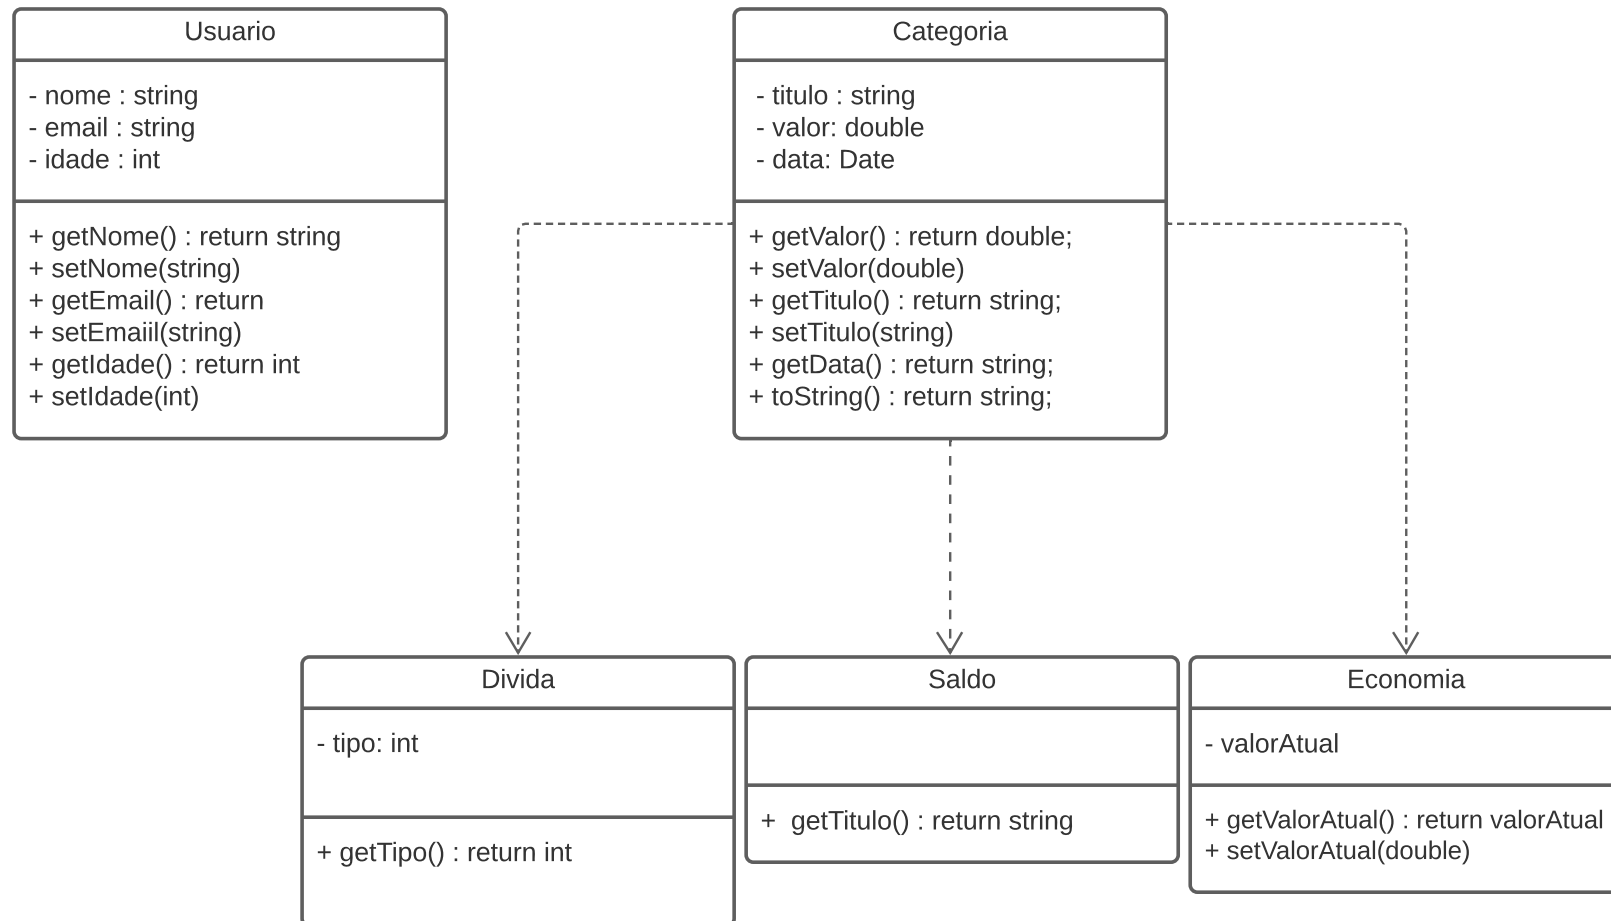 Usuario
- nome : string
- email : string
- idade : int
+ getNome() : return string
+ setNome(string)
+ getEmail() : return
+ setEmaiil(string)
+ getIdade() : return int
+ setIdade(int)
Categoria
- titulo : string
- valor: double
- data: Date
+ getValor() : return double;
+ setValor(double)
+ getTitulo() : return string;
+ setTitulo(string)
+ getData() : return string;
+ toString() : return string;
Divida
- tipo: int
+ getTipo() : return int
Saldo
+ getTitulo() : return string
Economia
- valorAtual
+ getValorAtual() : return valorAtual
+ setValorAtual(double)